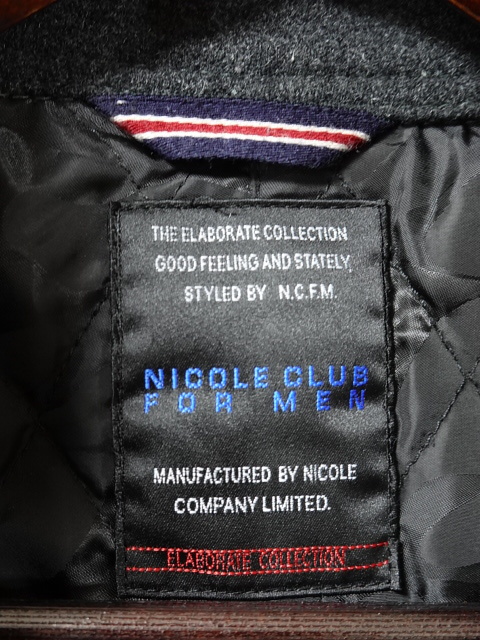 THE ELABORATE COLLECTION
GOOD FEELING AND STATELY,
STYLED BY N.C.F.M.
NICOLE CLUB
FOR MEN
MANUFACTURED BY NICOLE
COMPANY LIMITED.
ELABORATE COLLECTION